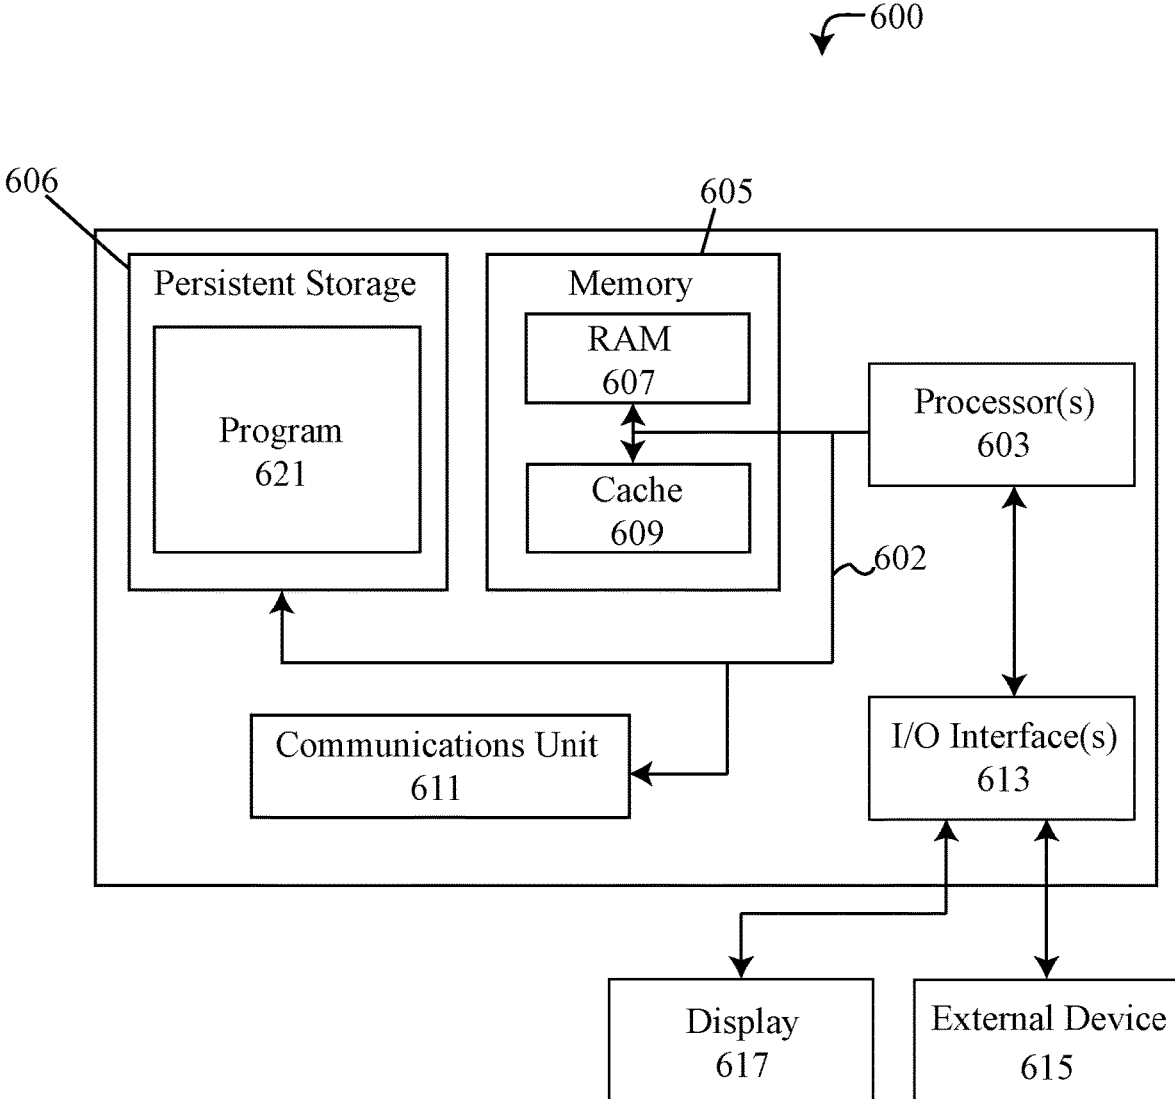 600
606
605
Persistent Storage
Memory
RAM
607
Processor(s)
603
Program
621
Cache
609
602
I/O Interface(s)
613
Communications Unit
611
Display
617
External Device
615